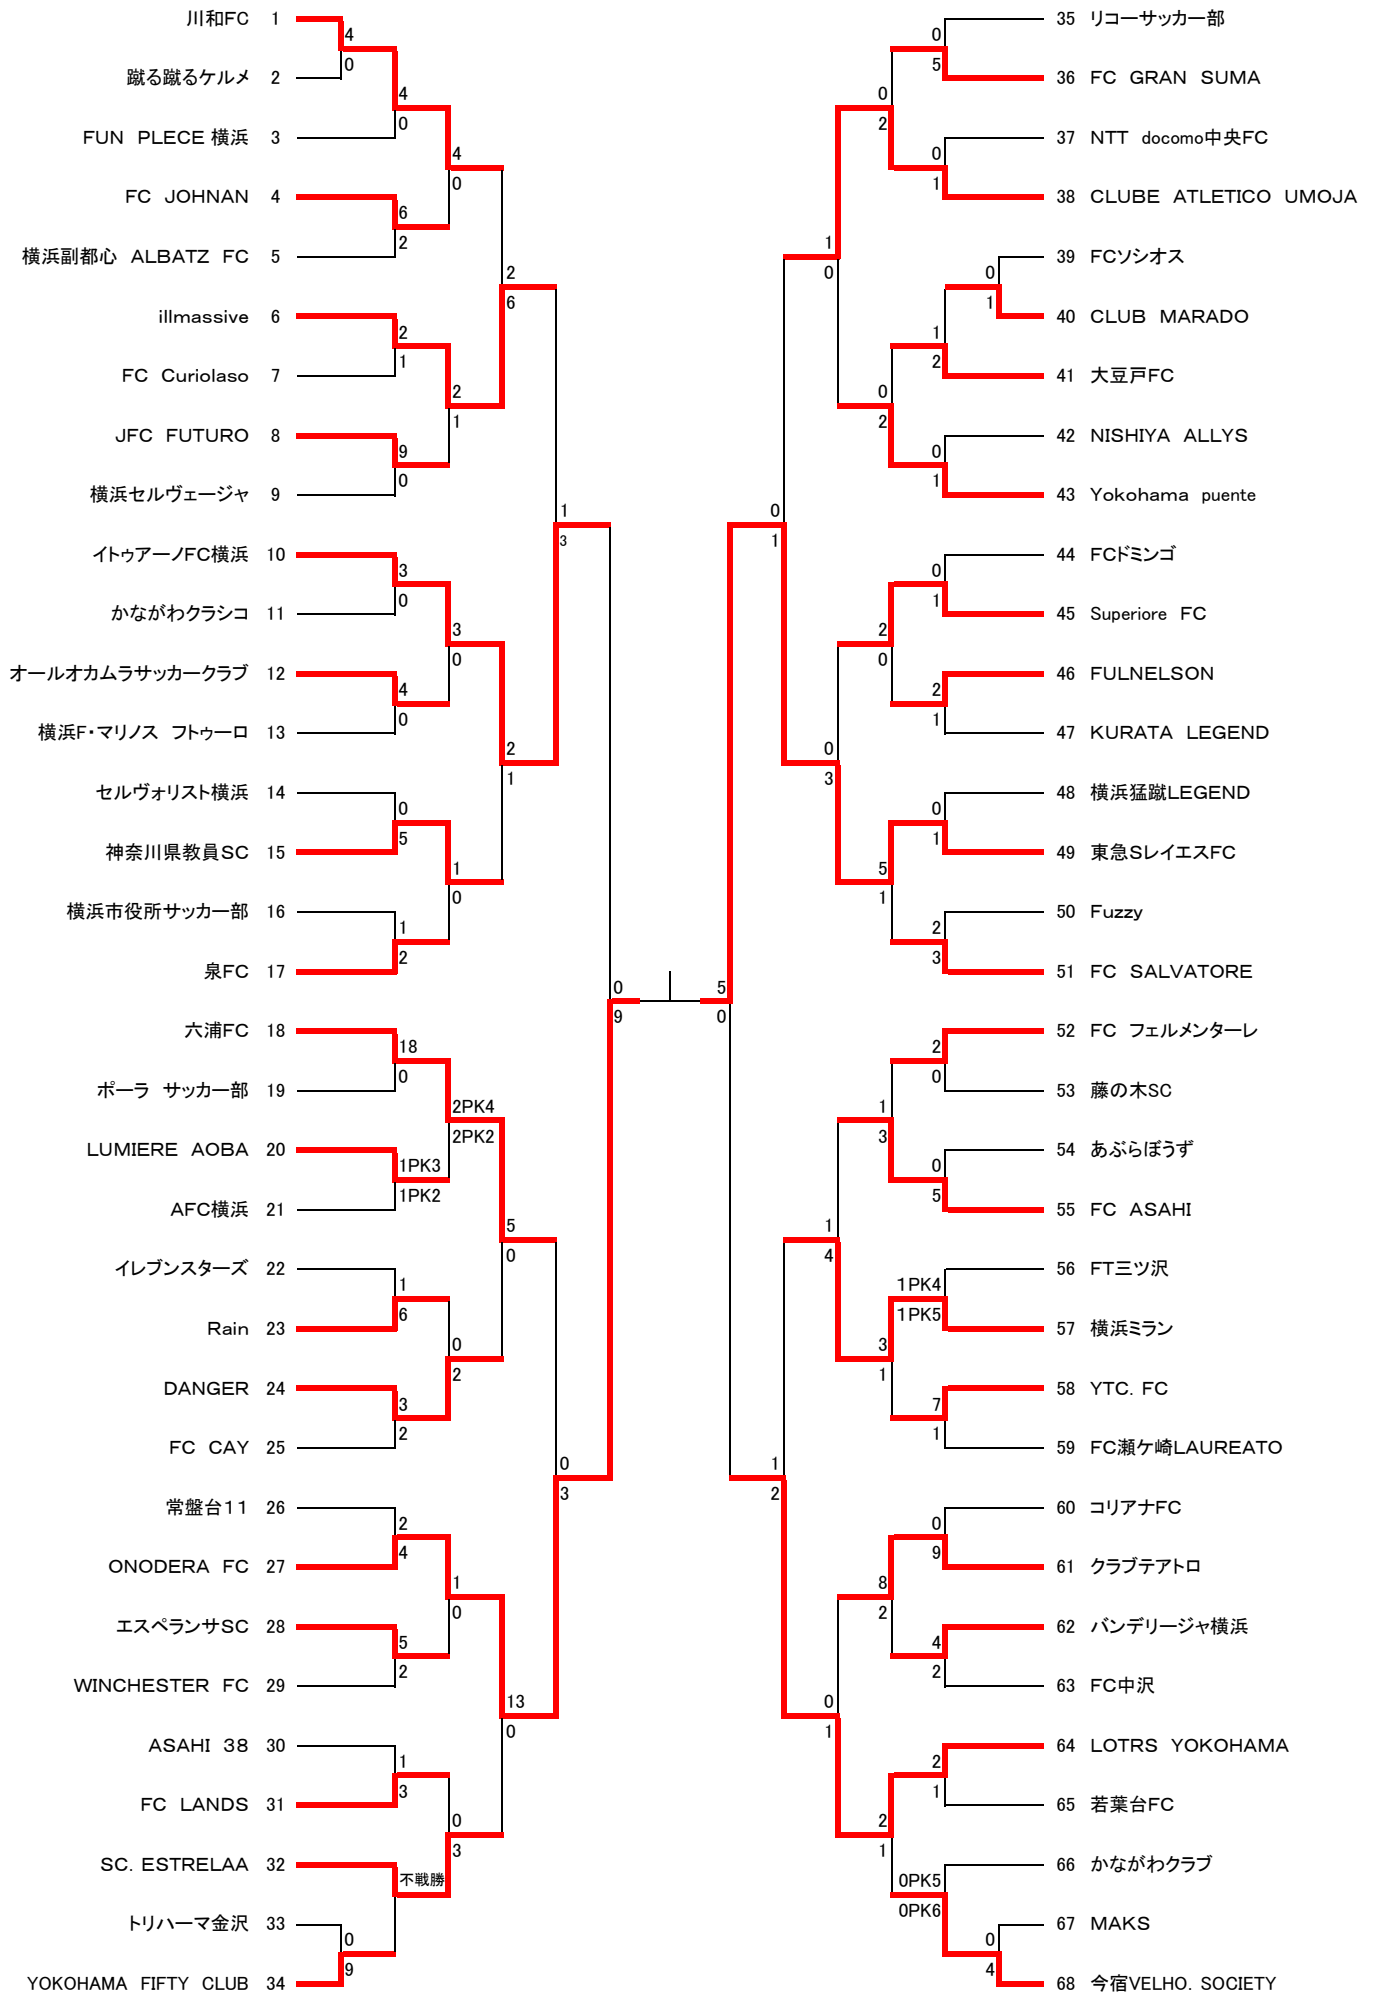 川和FC 1
4
0
蹴る蹴るケルメ 2
4
0
FUN PLECE 横浜 3
4
0
FC JOHNAN 4
6
2
横浜副都心 ALBATZ FC 5
2
6
illmassive 6
2
1
FC Curiolaso 7
2
1
JFC FUTURO 8
9
0
横浜セルヴェージャ 9
1
3
イトゥアーノFC横浜 10
3
0
かながわクラシコ 11
3
0
オールオカムラサッカークラブ 12
4
0
横浜F・マリノス フトゥーロ 13
2
1
セルヴォリスト横浜 14
0
5
神奈川県教員SC 15
1
0
横浜市役所サッカー部 16
1
2
泉FC 17
0
9
六浦FC 18
18
0
ポーラ サッカー部 19
2PK4
2PK2
LUMIERE AOBA 20
1PK3
1PK2
AFC横浜 21
5
0
イレブンスターズ 22
1
6
Rain 23
0
2
DANGER 24
3
2
FC CAY 25
0
3
常盤台11 26
2
4
ONODERA FC 27
1
0
エスペランサSC 28
5
2
WINCHESTER FC 29
13
0
ASAHI 38 30
1
3
FC LANDS 31
0
3
SC. ESTRELAA 32
不戦勝
トリハーマ金沢 33
0
9
YOKOHAMA FIFTY CLUB 34
35 リコーサッカー部
0
5
36 FC GRAN SUMA
0
2
37 NTT docomo中央FC
0
1
38 CLUBE ATLETICO UMOJA
1
0
39 FCソシオス
0
1
40 CLUB MARADO
1
2
41 大豆戸FC
0
2
42 NISHIYA ALLYS
0
1
43 Yokohama puente
0
1
44 FCドミンゴ
0
1
45 Superiore FC
2
0
46 FULNELSON
2
1
47 KURATA LEGEND
0
3
48 横浜猛蹴LEGEND
0
1
49 東急SレイエスFC
5
1
50 Fuzzy
2
3
51 FC SALVATORE
5
0
52 FC フェルメンターレ
2
0
53 藤の木SC
1
3
54 あぶらぼうず
0
5
55 FC ASAHI
1
4
56 FT三ツ沢
1PK4
1PK5
57 横浜ミラン
3
1
58 YTC. FC
7
1
59 FC瀬ケ崎LAUREATO
1
2
60 コリアナFC
0
9
61 クラブテアトロ
8
2
62 バンデリージャ横浜
4
2
63 FC中沢
0
1
64 LOTRS YOKOHAMA
2
1
65 若葉台FC
2
1
66 かながわクラブ
0PK5
0PK6
67 MAKS
0
4
68 今宿VELHO. SOCIETY